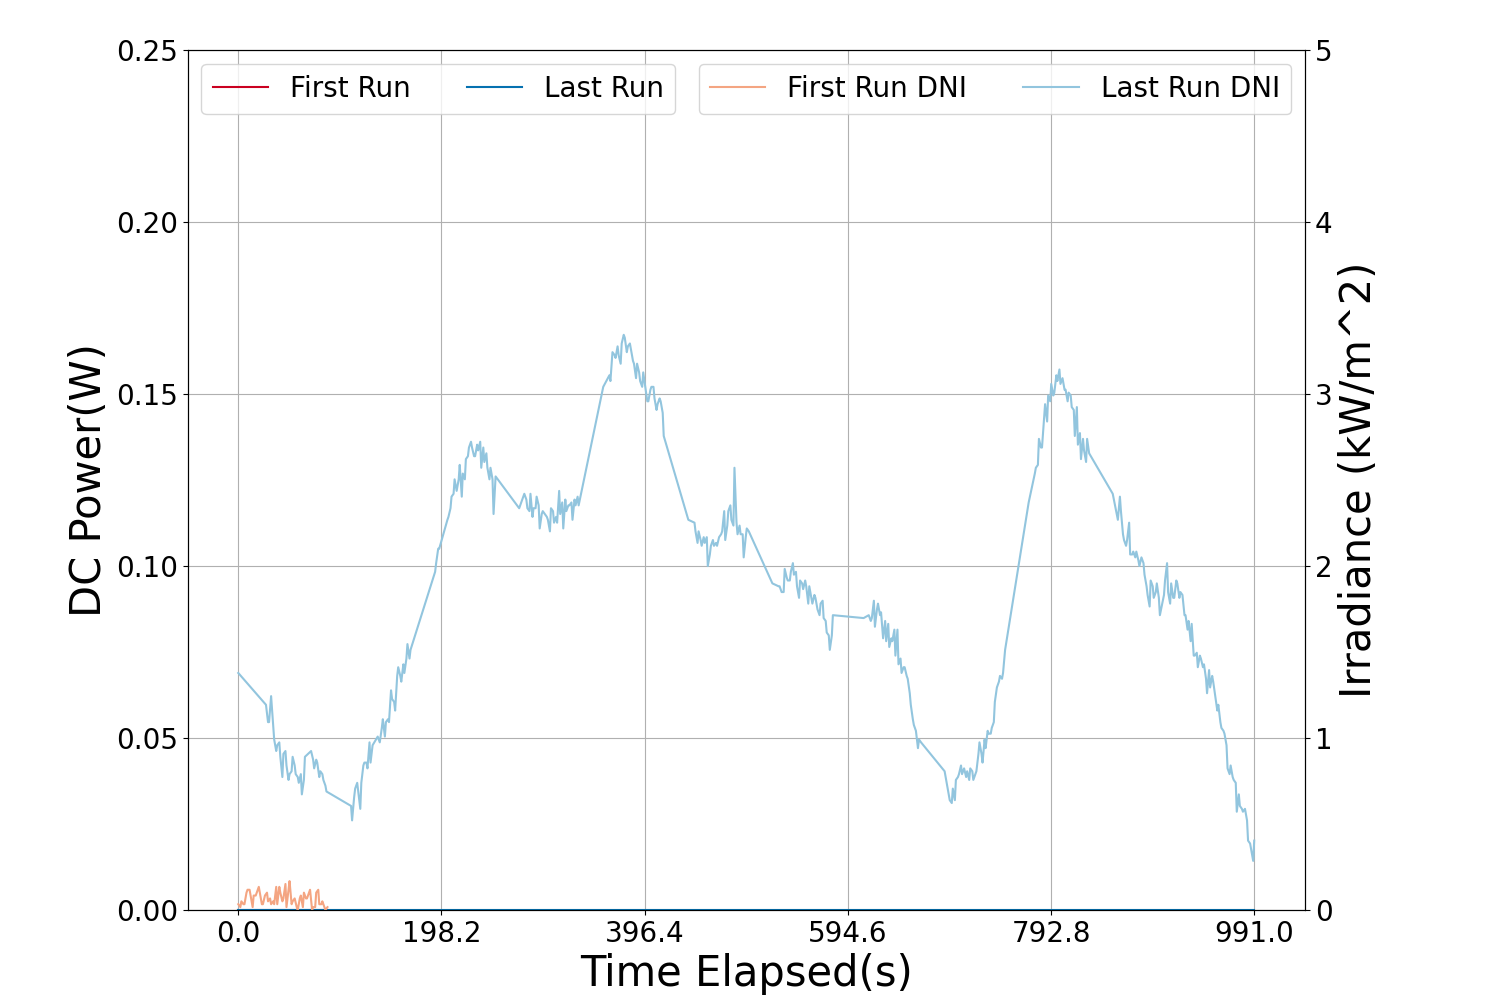 First Run
Last Run
First Run DNI
Last Run DNI
DC Power(W)
0.25
0.20
0.15
0.10
0.05
0.00
5
4
3
2
1
0
Irradiance (kW/m^2)
0.0
198.2
396.4
594.6
792.8
991.0
Time Elapsed(s)